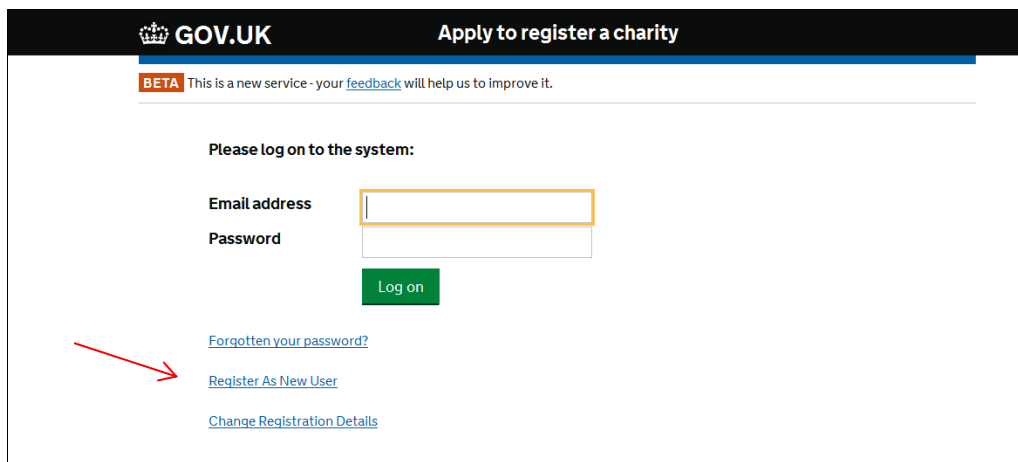 GOV.UK Apply to register a charity
BETA This is a new service - your feedback will help us to improve it.
Please log on to the system:
Email address
Password
Log on
Forgotten your password?
Register As New User
Change Registration Details